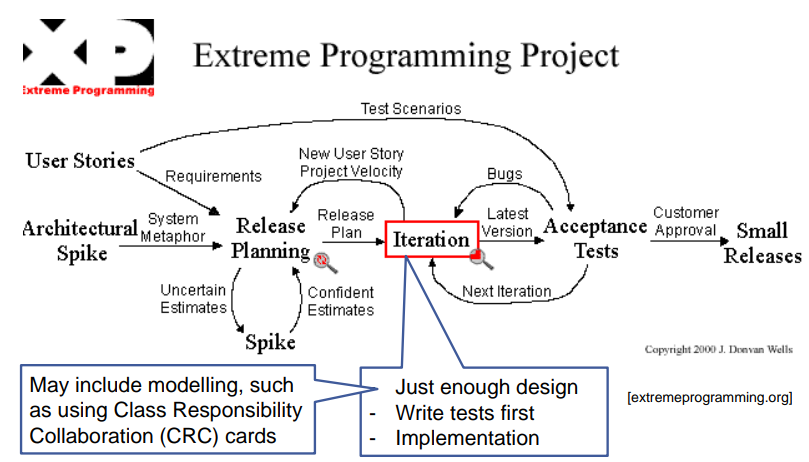 XP
Extreme Programming
Extreme Programming Project
Test Scenarios
User Stories
Requirements
New User Story
Project Velocity
Bugs
Architectural
Spike
System
Metaphor
Release
Planning
Release
Plan
Iteration
Latest
Version
Acceptance
Tests
Customer
Approval
Small
Releases
Uncertain
Estimates
Confident
Estimates
Next Iteration
Spike
Copyright 2000 J. Donvan Wells
May include modelling, such
as using Class Responsibility
Collaboration (CRC) cards
Just enough design
- Write tests first
- Implementation
[extremeprogramming.org]